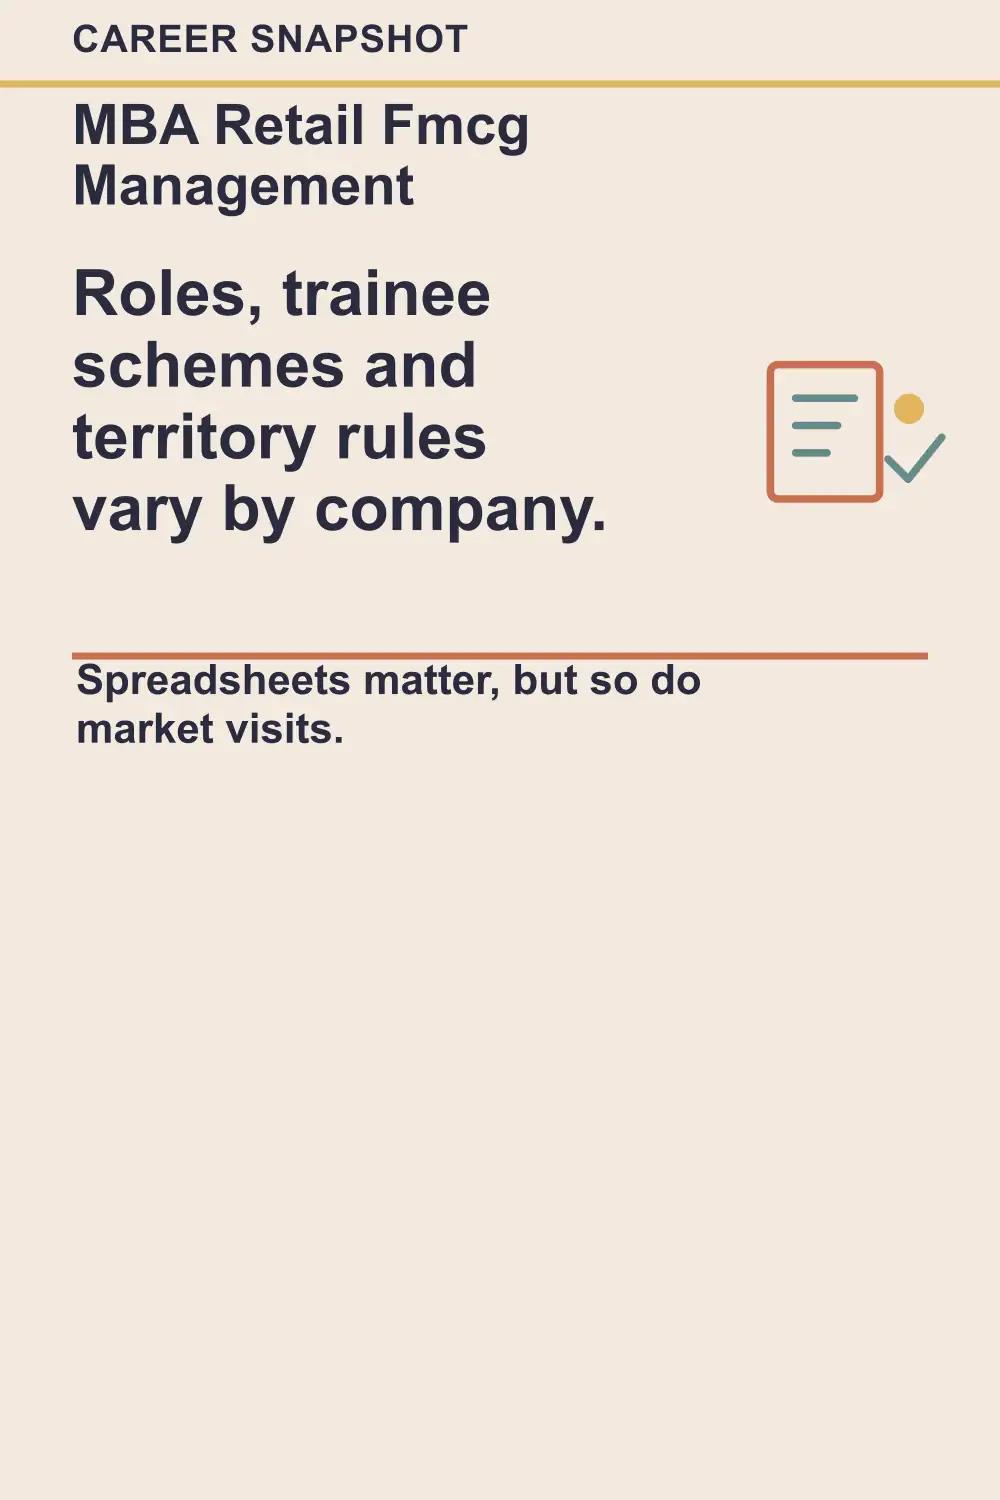 CAREER SNAPSHOT
MBA Retail Fmcg
Management
Roles, trainee
schemes and
territory rules
vary by company.
Spreadsheets matter, but so do
market visits.